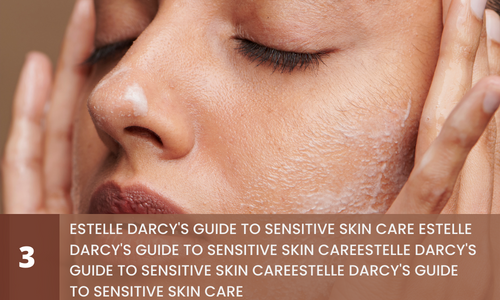 3
ESTELLE DARCY'S GUIDE TO SENSITIVE SKIN CARE ESTELLE
DARCY'S GUIDE TO SENSITIVE SKIN CAREESTELLE DARCY'S
GUIDE TO SENSITIVE SKIN CAREESTELLE DARCY'S GUIDE
TO SENSITIVE SKIN CARE